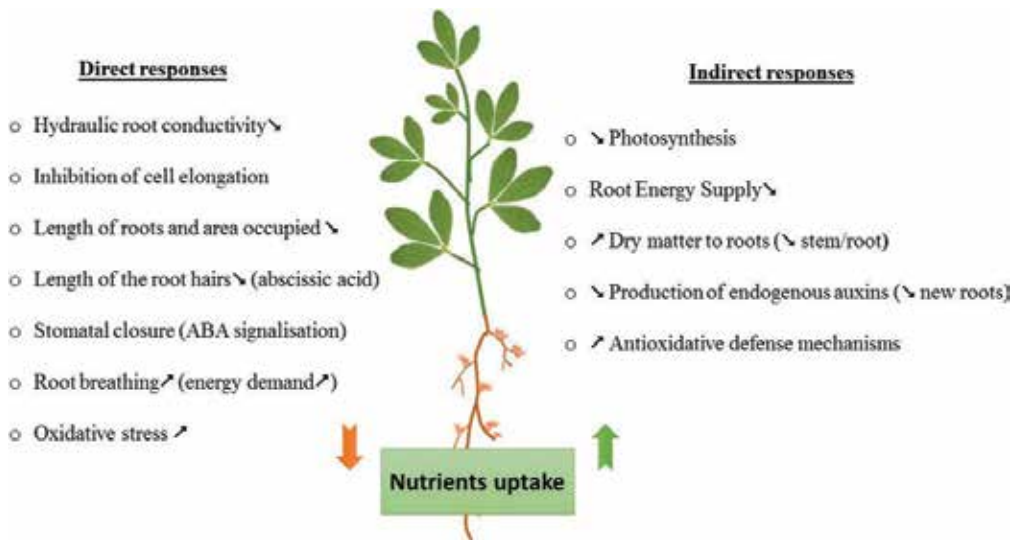 Direct responses
○ Hydraulic root conductivity↘
○ Inhibition of cell elongation
○ Length of roots and area occupied ↘
○ Length of the root hairs↘ (abscissic acid)
○ Stomatal closure (ABA signalisation)
○ Root breathing↗ (energy demand↗)
○ Oxidative stress ↗
Indirect responses
○ ↘ Photosynthesis
○ Root Energy Supply↘
○ ↗ Dry matter to roots (↘ stem/root)
○ ↘ Production of endogenous auxins (↘ new roots)
○ ↗ Antioxidative defense mechanisms
Nutrients uptake